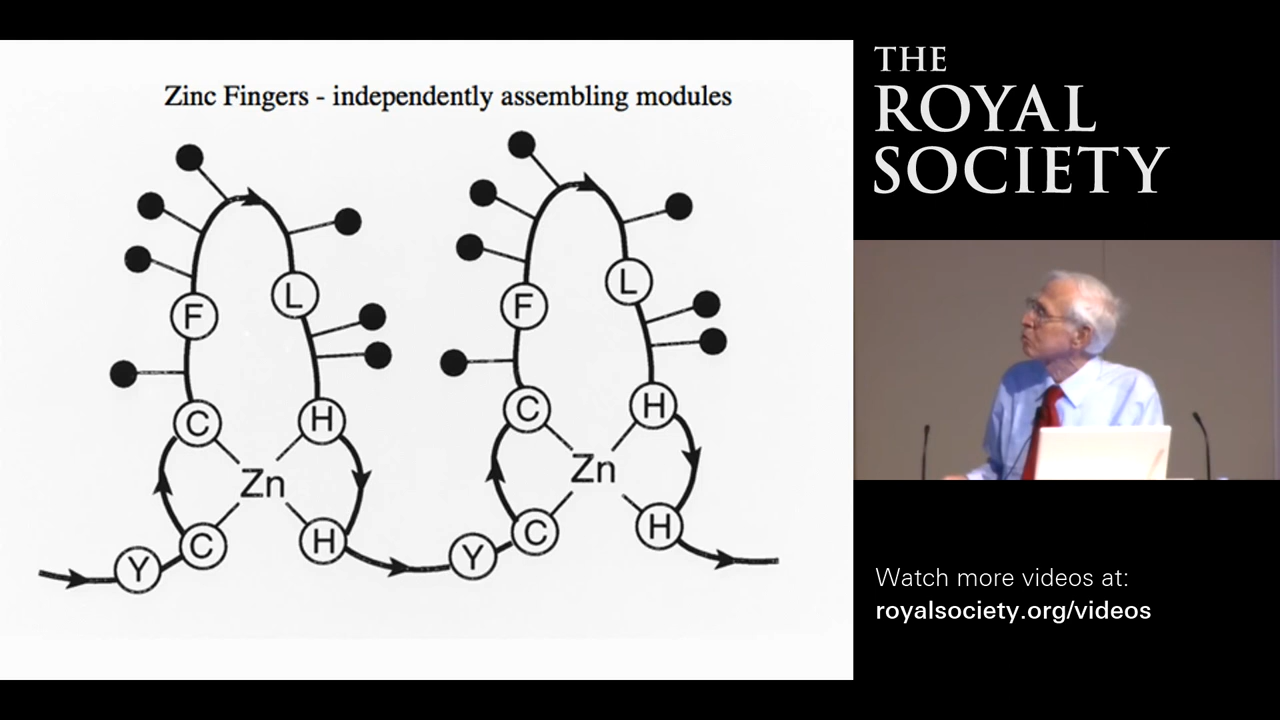 Zinc Fingers - independently assembling modules
F
L
C
H
Zn
Y
C
H
F
L
C
H
Zn
Y
C
H
THE
ROYAL
SOCIETY
Watch more videos at:
royalsociety.org/videos